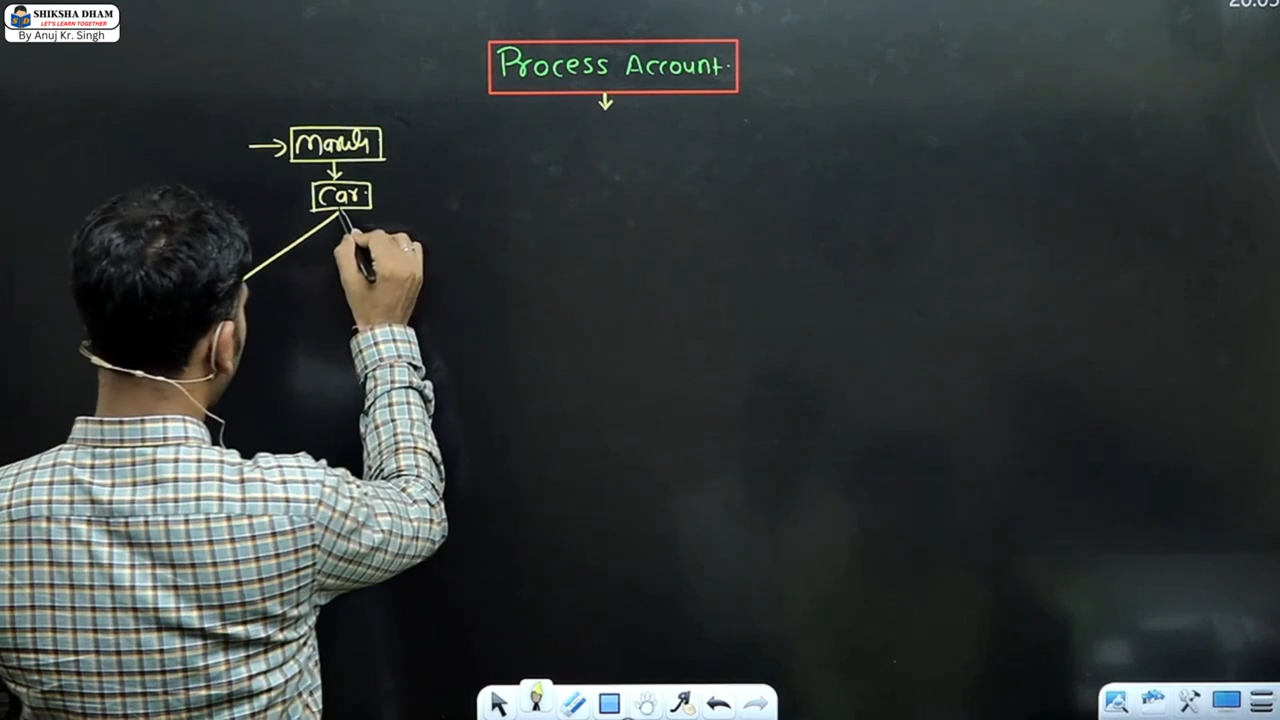 SHIKSHA DHAM
LET'S LEARN TOGETHER
By Anuj Kr. Singh
Process Account.
Maruti
Car.